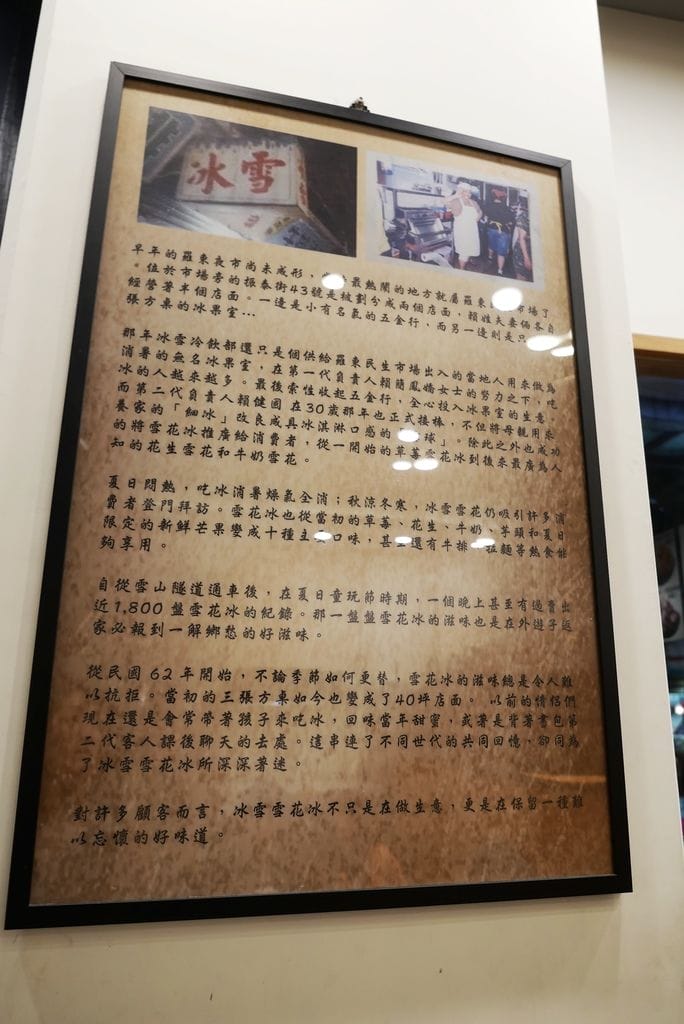 冰雪
早年的羅東夜市尚未成形，最熱鬧的地方就屬羅東市場了
。位於市場旁的振泰街43號是被劃分成兩個店面，賴姓夫妻倆各自
經營著半個店面。一邊是小有名氣的五金行，而另一邊則是只
張方桌的冰果室…
那年冰雪冷飲部還只是個供給羅東民生市場出入的當地人用來做為
消暑的無名冰果室，在第一代負責人賴簡鳳嬌女士的努力之下，吃
冰的人越來越多。最後索性收起五金行，全心投入冰果室的生意。
而第二代負責人賴健國 在30歲那年也正式接棒，不但將母親用來
養家的「細冰」改良成具冰淇淋口感的球」。除此之外也成功
的將雪花冰推廣給消費者，從一開始的草莓雪花冰到後來最廣為人
知的花生雪花和牛奶雪花。
夏日悶熱，吃冰消暑燥氣全消；秋涼冬寒，冰雪雪花仍吸引許多消
費者登門拜訪。雪花冰也從當初的草莓、花生、牛奶、芋頭和夏日
限定的新鮮芒果變成十種主要口味，甚至還有牛排、拉麵等熱食能
夠享用。
自從雪山隧道通車後，在夏日童玩節時期，一個晚上甚至有過賣出
近1,800 盤雪花冰的紀錄。那一盤盤雪花冰的滋味也是在外遊子返
家必報到一解鄉愁的好滋味。
從民國 62 年開始，不論季節如何更替，雪花冰的滋味總是令人難
以抗拒。當初的三張方桌如今也變成了40坪店面。 以前的情侶們
現在還是會常帶著孩子來吃冰，回味當年甜蜜，或著是背著書包第
二代客人課後聊天的去處。這串連了不同世代的共同回憶，卻同為
了冰雪雪花冰所深深著迷。
對許多顧客而言，冰雪雪花冰不只是在做生意，更是在保留一種難
以忘懷的好味道。